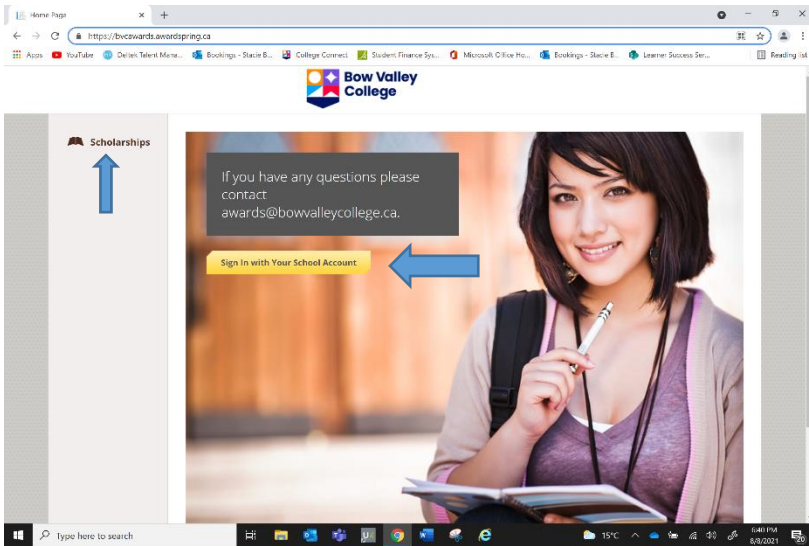 Home Page
https://bvcawards.awardspring.ca
Apps
YouTube
Deltek Talent Mana...
Bookings - Stacie B...
College Connect
Student Finance Sys...
Microsoft Office Ho...
Bookings - Stacie B...
Learner Success Ser...
Reading list
Bow Valley
College
Scholarships
If you have any questions please
contact
awards@bowvalleycollege.ca.
Sign In with Your School Account
Type here to search
15°C
6:40 PM
8/8/2021